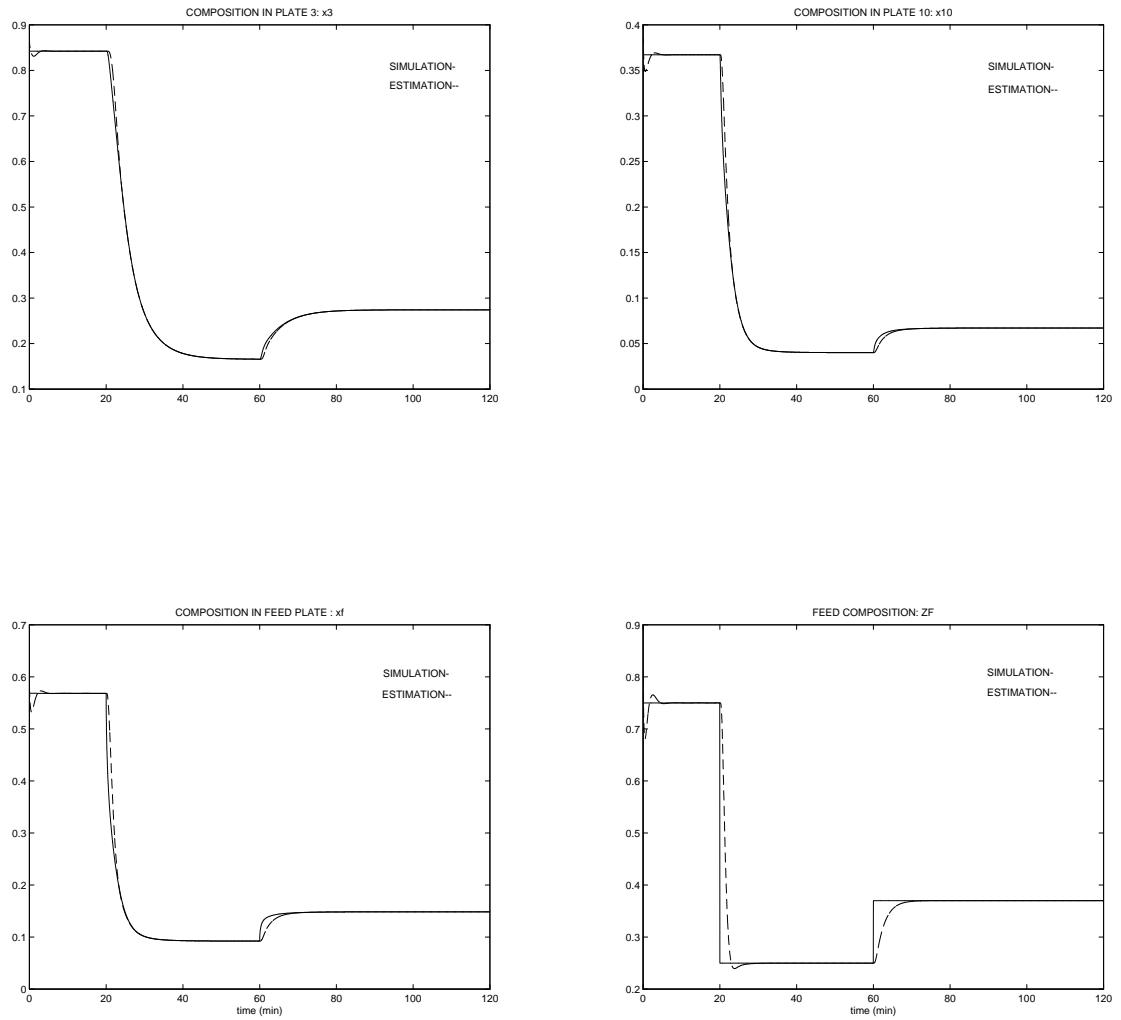 COMPOSITION IN PLATE 3: x3
0.9
0.8
0.7
0.6
0.5
0.4
0.3
0.2
0.1
0 20 40 60 80 100 120
SIMULATION-
ESTIMATION--
COMPOSITION IN PLATE 10: x10
0.4
0.35
0.3
0.25
0.2
0.15
0.1
0.05
0
0 20 40 60 80 100 120
SIMULATION-
ESTIMATION--
COMPOSITION IN FEED PLATE : xf
0.7
0.6
0.5
0.4
0.3
0.2
0.1
0
0 20 40 60 80 100 120
time (min)
SIMULATION-
ESTIMATION--
FEED COMPOSITION: ZF
0.9
0.8
0.7
0.6
0.5
0.4
0.3
0.2
0 20 40 60 80 100 120
time (min)
SIMULATION-
ESTIMATION--